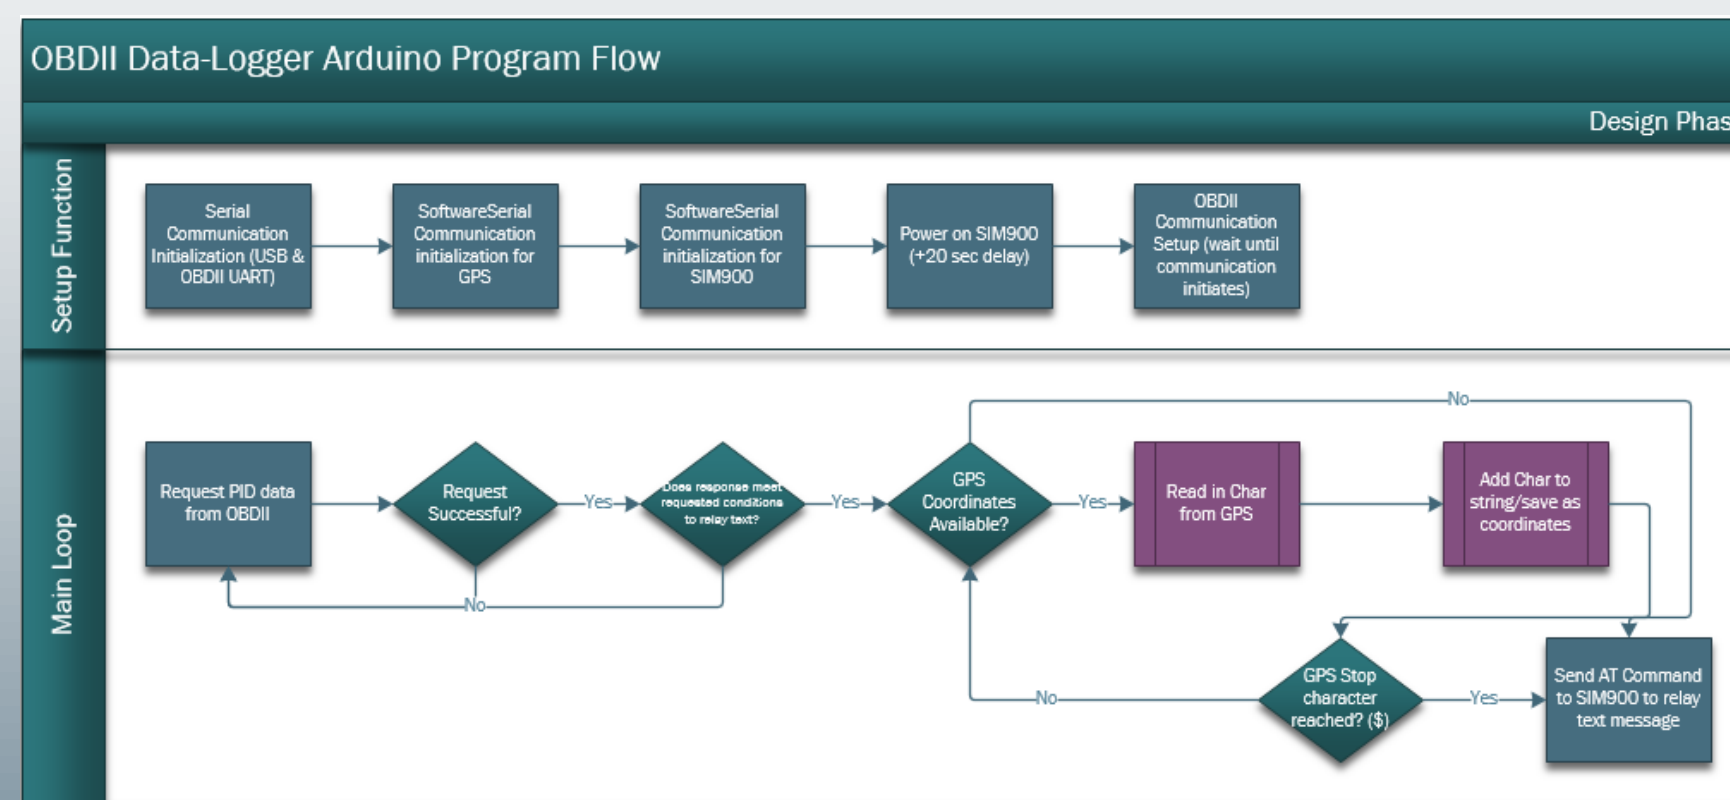 OBDII Data-Logger Arduino Program Flow
Design Phas
Setup Function
Serial
Communication
Initialization (USB &
OBDII UART)
SoftwareSerial
Communication
initialization for
GPS
SoftwareSerial
Communication
initialization for
SIM900
Power on SIM900
(+20 sec delay)
OBDII
Communication
Setup (wait until
communication
initiates)
Main Loop
Request PID data
from OBDII
Request
Successful?
Yes
No
Does response meet
requested conditions
to relay text?
Yes
GPS
Coordinates
Available?
No
Yes
Read in Char
from GPS
Add Char to
string/save as
coordinates
GPS Stop
character
reached? ($)
No
Yes
Send AT Command
to SIM900 to relay
text message